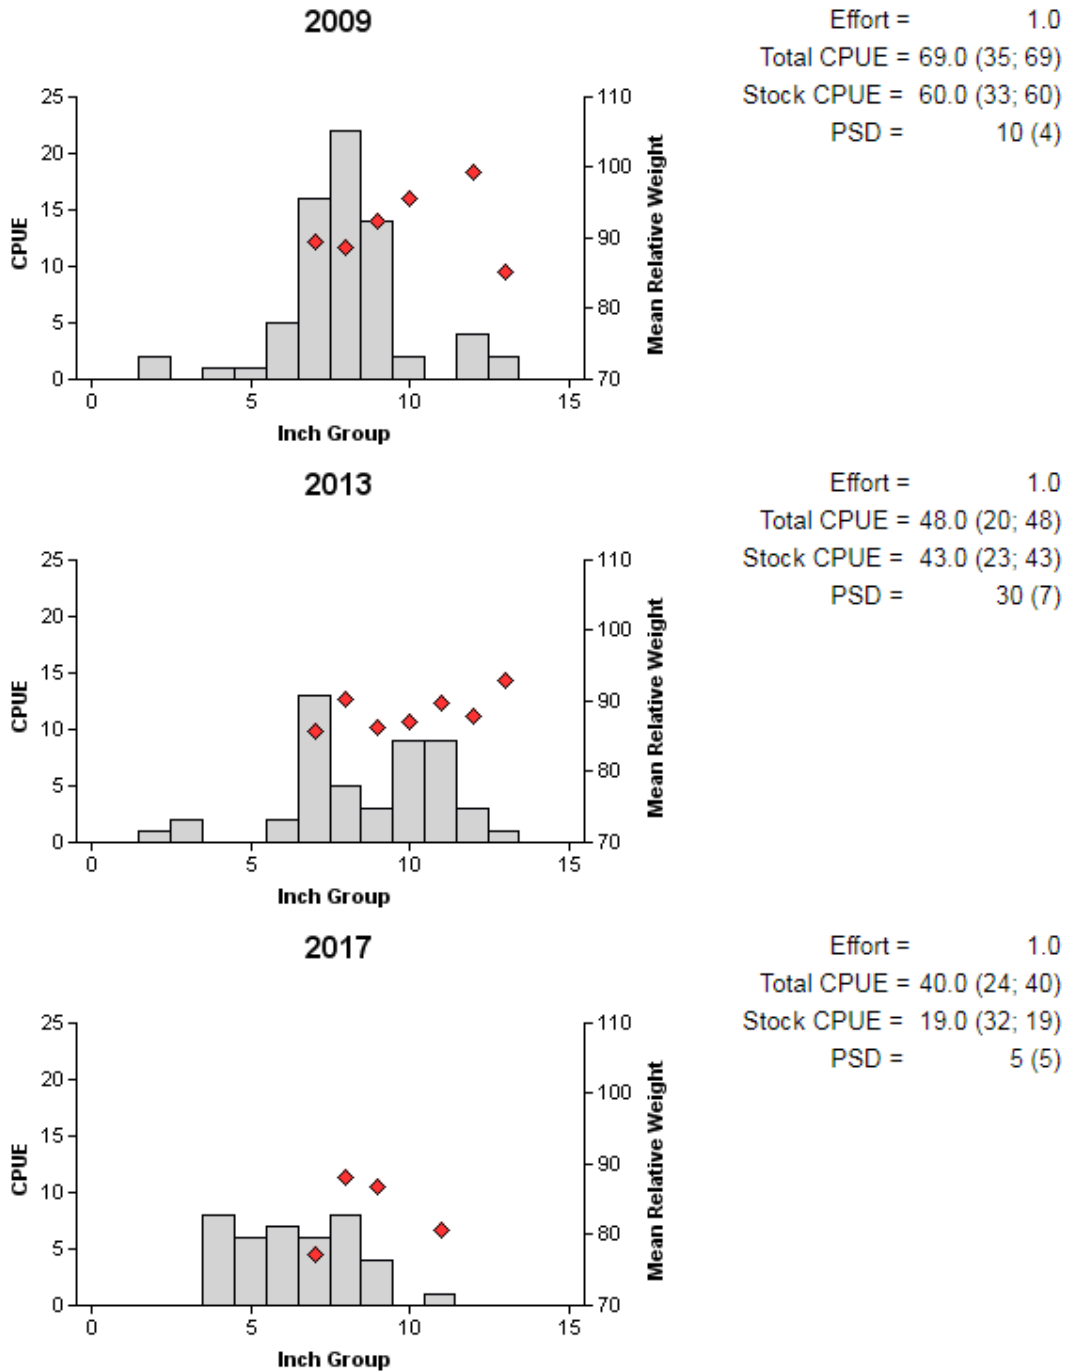 2009
Effort = 1.0
Total CPUE = 69.0 (35; 69)
Stock CPUE = 60.0 (33; 60)
PSD = 10 (4)
25
20
15
10
5
0
CPUE
110
100
90
80
70
Mean Relative Weight
0 5 10 15
Inch Group
2013
Effort = 1.0
Total CPUE = 48.0 (20; 48)
Stock CPUE = 43.0 (23; 43)
PSD = 30 (7)
25
20
15
10
5
0
CPUE
110
100
90
80
70
Mean Relative Weight
0 5 10 15
Inch Group
2017
Effort = 1.0
Total CPUE = 40.0 (24; 40)
Stock CPUE = 19.0 (32; 19)
PSD = 5 (5)
25
20
15
10
5
0
CPUE
110
100
90
80
70
Mean Relative Weight
0 5 10 15
Inch Group